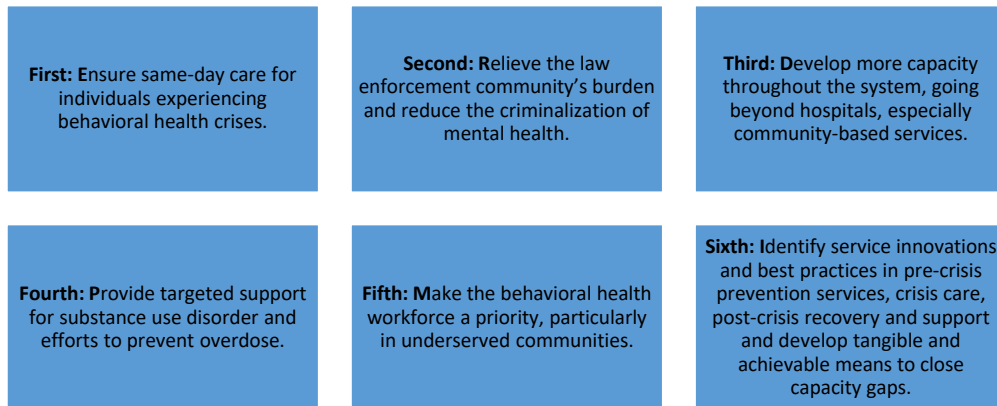 First: Ensure same-day care for
individuals experiencing
behavioral health crises.
Second: Relieve the law
enforcement community’s burden
and reduce the criminalization of
mental health.
Third: Develop more capacity
throughout the system, going
beyond hospitals, especially
community-based services.
Fourth: Provide targeted support
for substance use disorder and
efforts to prevent overdose.
Fifth: Make the behavioral health
workforce a priority, particularly
in underserved communities.
Sixth: Identify service innovations
and best practices in pre-crisis
prevention services, crisis care,
post-crisis recovery and support
and develop tangible and
achievable means to close
capacity gaps.